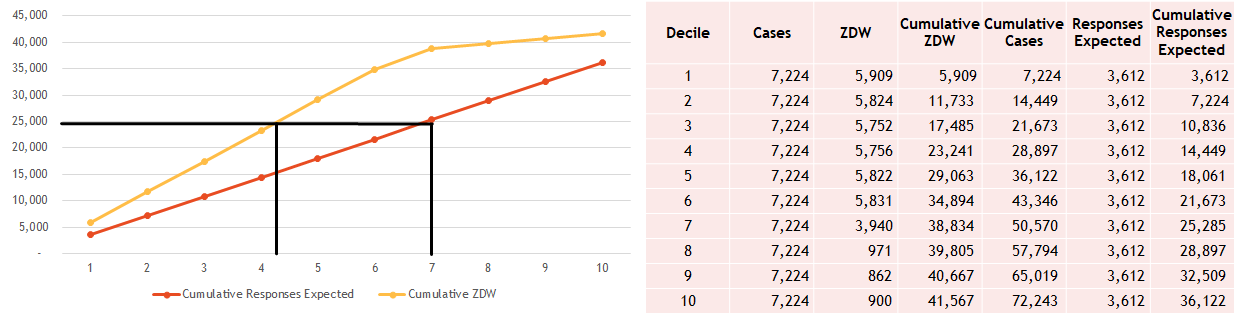 45,000
40,000
35,000
30,000
25,000
20,000
15,000
10,000
5,000
-
1 2 3 4 5 6 7 8 9 10
Cumulative Responses Expected Cumulative ZDW
Decile Cases ZDW Cumulative ZDW Cumulative Cases Responses Expected Cumulative Responses Expected
1 7,224 5,909 5,909 7,224 3,612 3,612
2 7,224 5,824 11,733 14,449 3,612 7,224
3 7,224 5,752 17,485 21,673 3,612 10,836
4 7,224 5,756 23,241 28,897 3,612 14,449
5 7,224 5,822 29,063 36,122 3,612 18,061
6 7,224 5,831 34,894 43,346 3,612 21,673
7 7,224 3,940 38,834 50,570 3,612 25,285
8 7,224 971 39,805 57,794 3,612 28,897
9 7,224 862 40,667 65,019 3,612 32,509
10 7,224 900 41,567 72,243 3,612 36,122